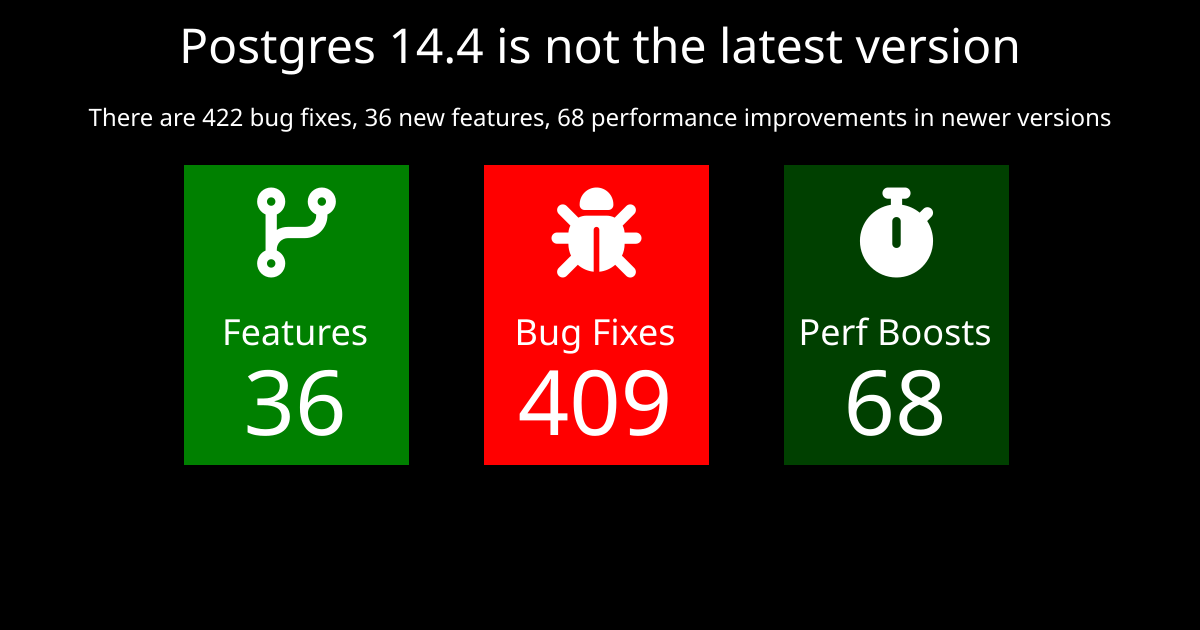 Postgres 14.4 is not the latest version
There are 422 bug fixes, 36 new features, 68 performance improvements in newer versions
Features
36
Bug Fixes
409
Perf Boosts
68